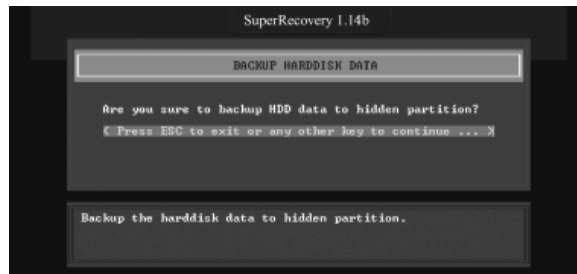 SuperRecovery 1.14b
BACKUP HARDDISK DATA
Are you sure to backup HDD data to hidden partition?
< Press ESC to exit or any other key to continue ... >
Backup the harddisk data to hidden partition.